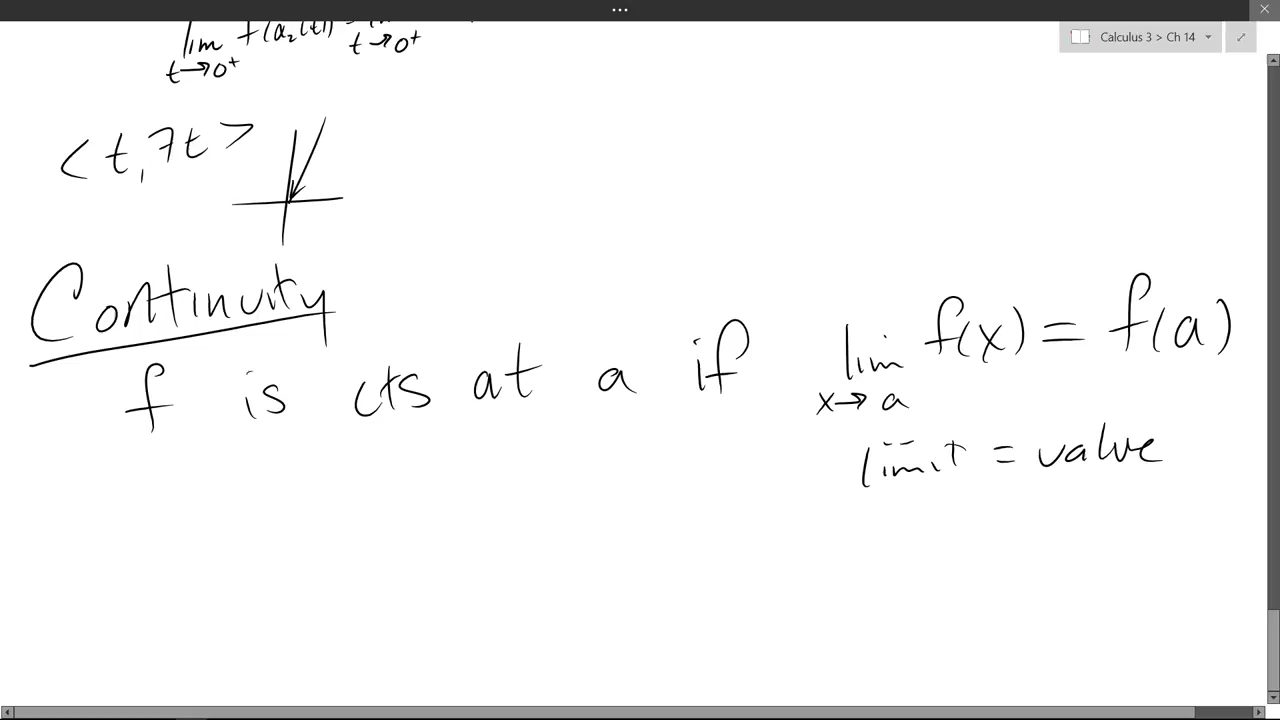 Calculus 3 > Ch 14
lim f(a₂(t))
t→0⁺ t→0⁺
<t, 7t>
Continuity
f is cts at a if lim f(x) = f(a)
x→a
limit = value